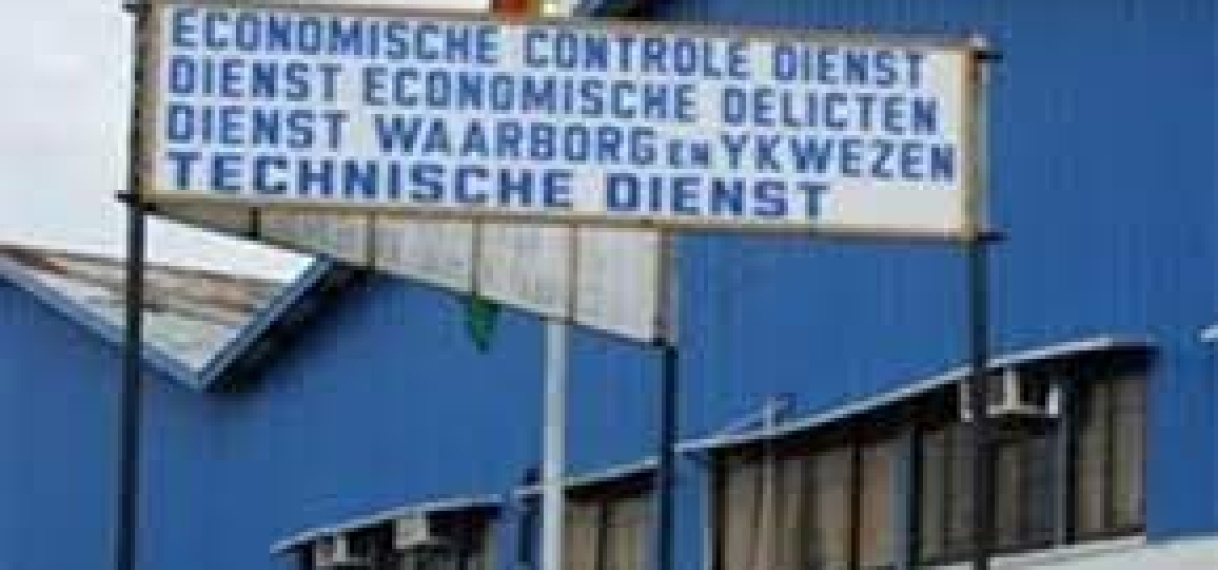 ECONOMISCHE CONTROLE DIENST
DIENST ECONOMISCHE DELICTEN
DIENST WAARBORG EN YKWEZEN
TECHNISCHE DIENST